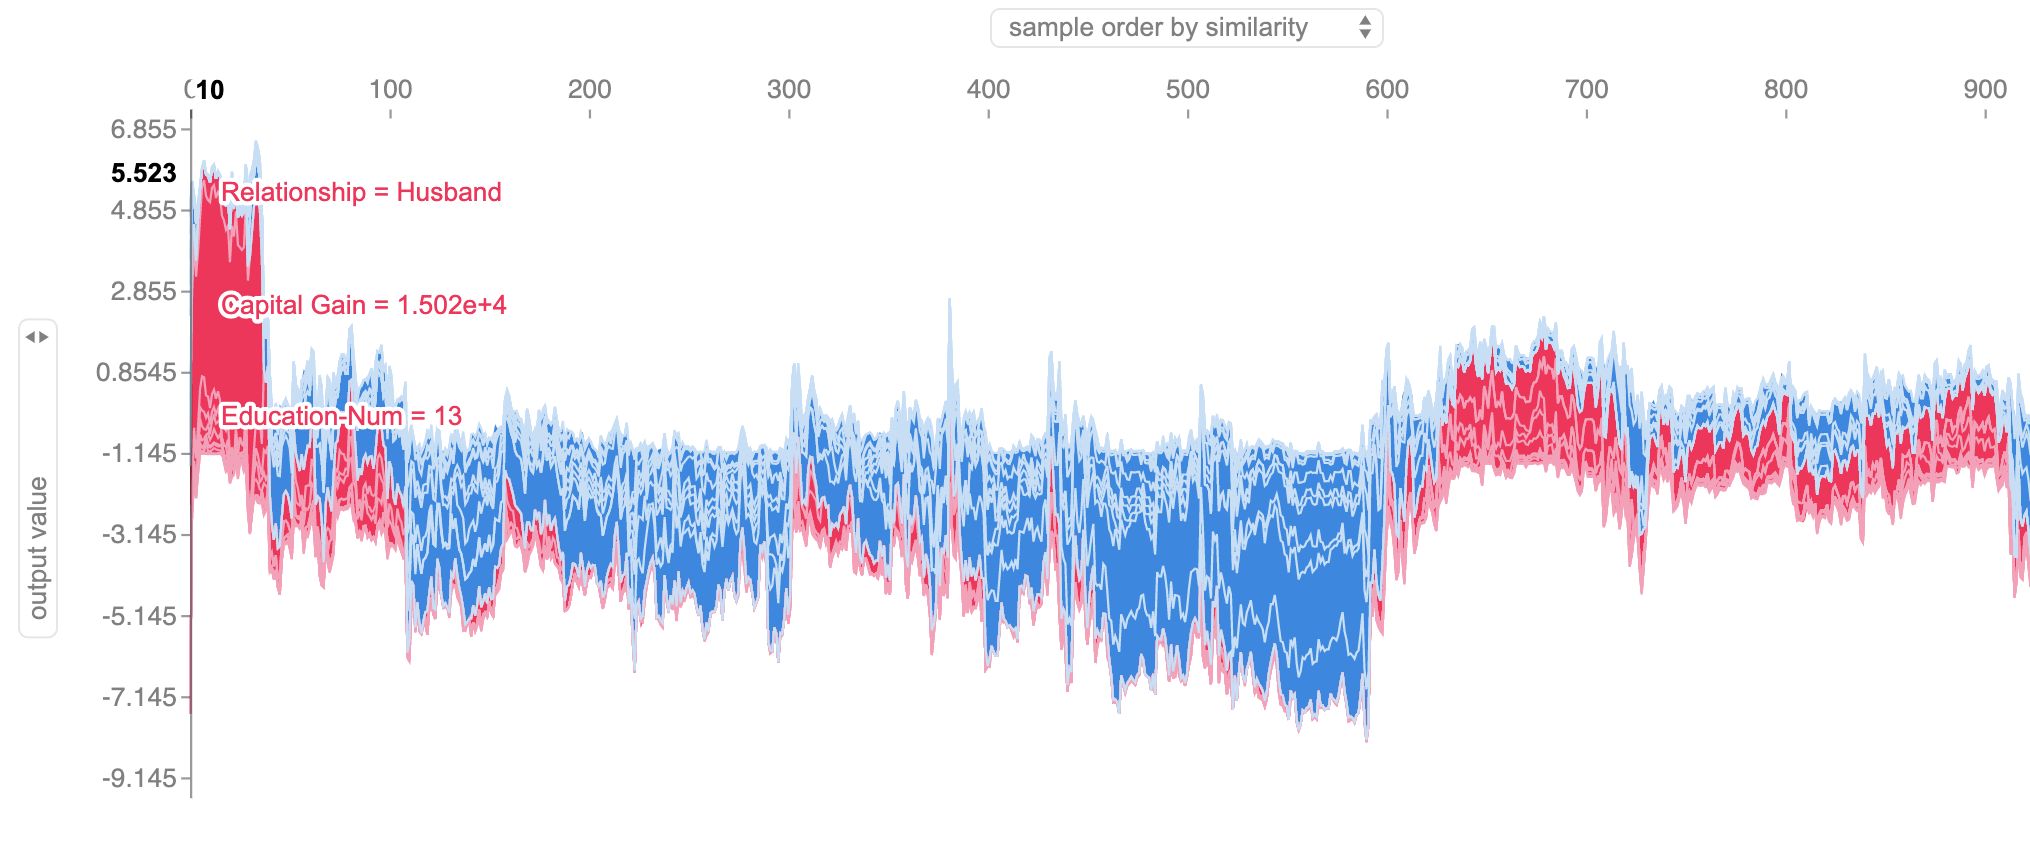 sample order by similarity
10 100 200 300 400 500 600 700 800 900
6.855
5.523
Relationship = Husband
4.855
2.855
Capital Gain = 1.502e+4
0.8545
Education-Num = 13
-1.145
-3.145
-5.145
-7.145
-9.145
output value